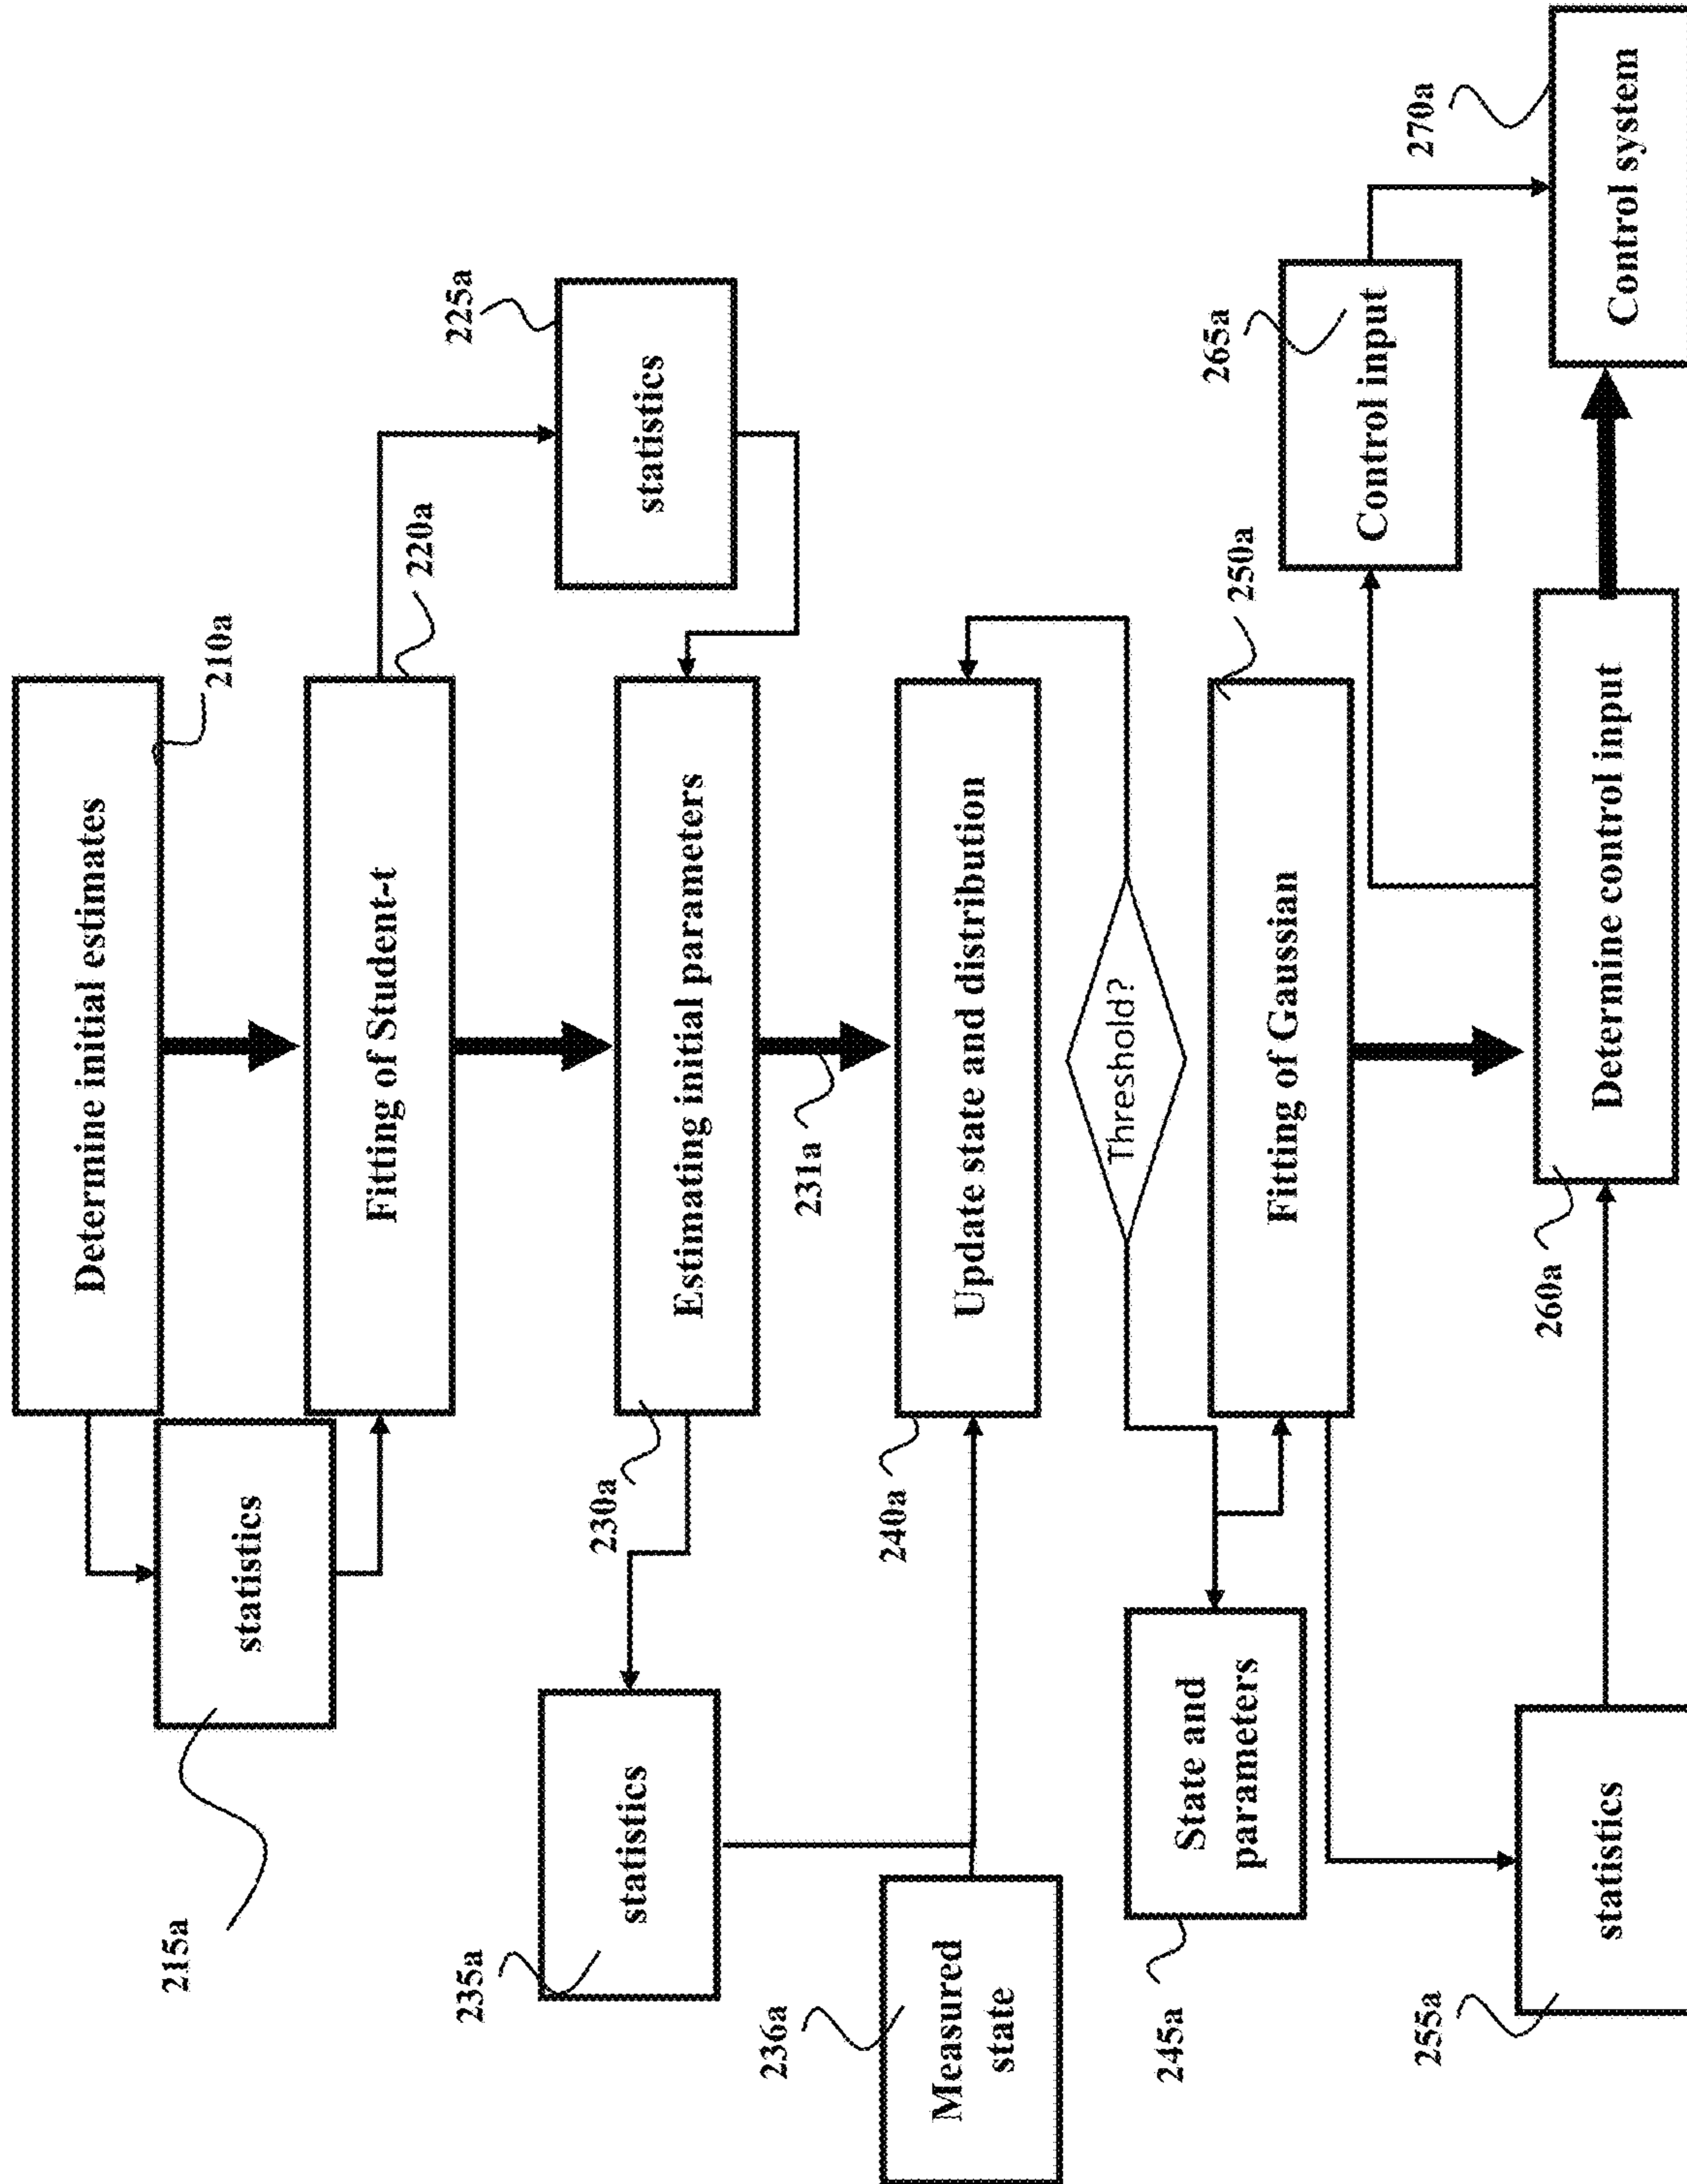 Determine initial estimates
210a
statistics
215a
Fitting of Student-t
220a
statistics
225a
Estimating initial parameters
230a
231a
statistics
235a
Measured
state
236a
Update state and distribution
240a
Threshold?
State and
parameters
245a
Fitting of Gaussian
250a
statistics
255a
Determine control input
260a
Control input
265a
Control system
270a